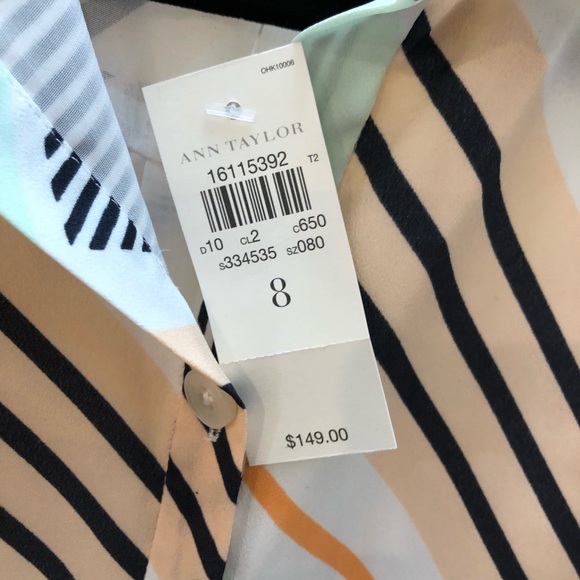 OHK10006
ANN TAYLOR
16115392 T2
D10 CL2 C650
S334535 SZ080
8
$149.00